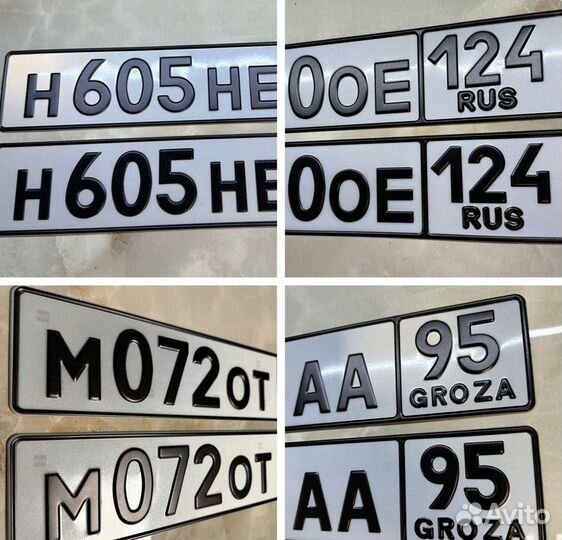 Н605НЕ
Н605НЕ
0ОЕ 124
RUS
0ОЕ 124
RUS
М072ОТ
М072ОТ
АА 95
GROZA
АА 95
GROZA
Avito